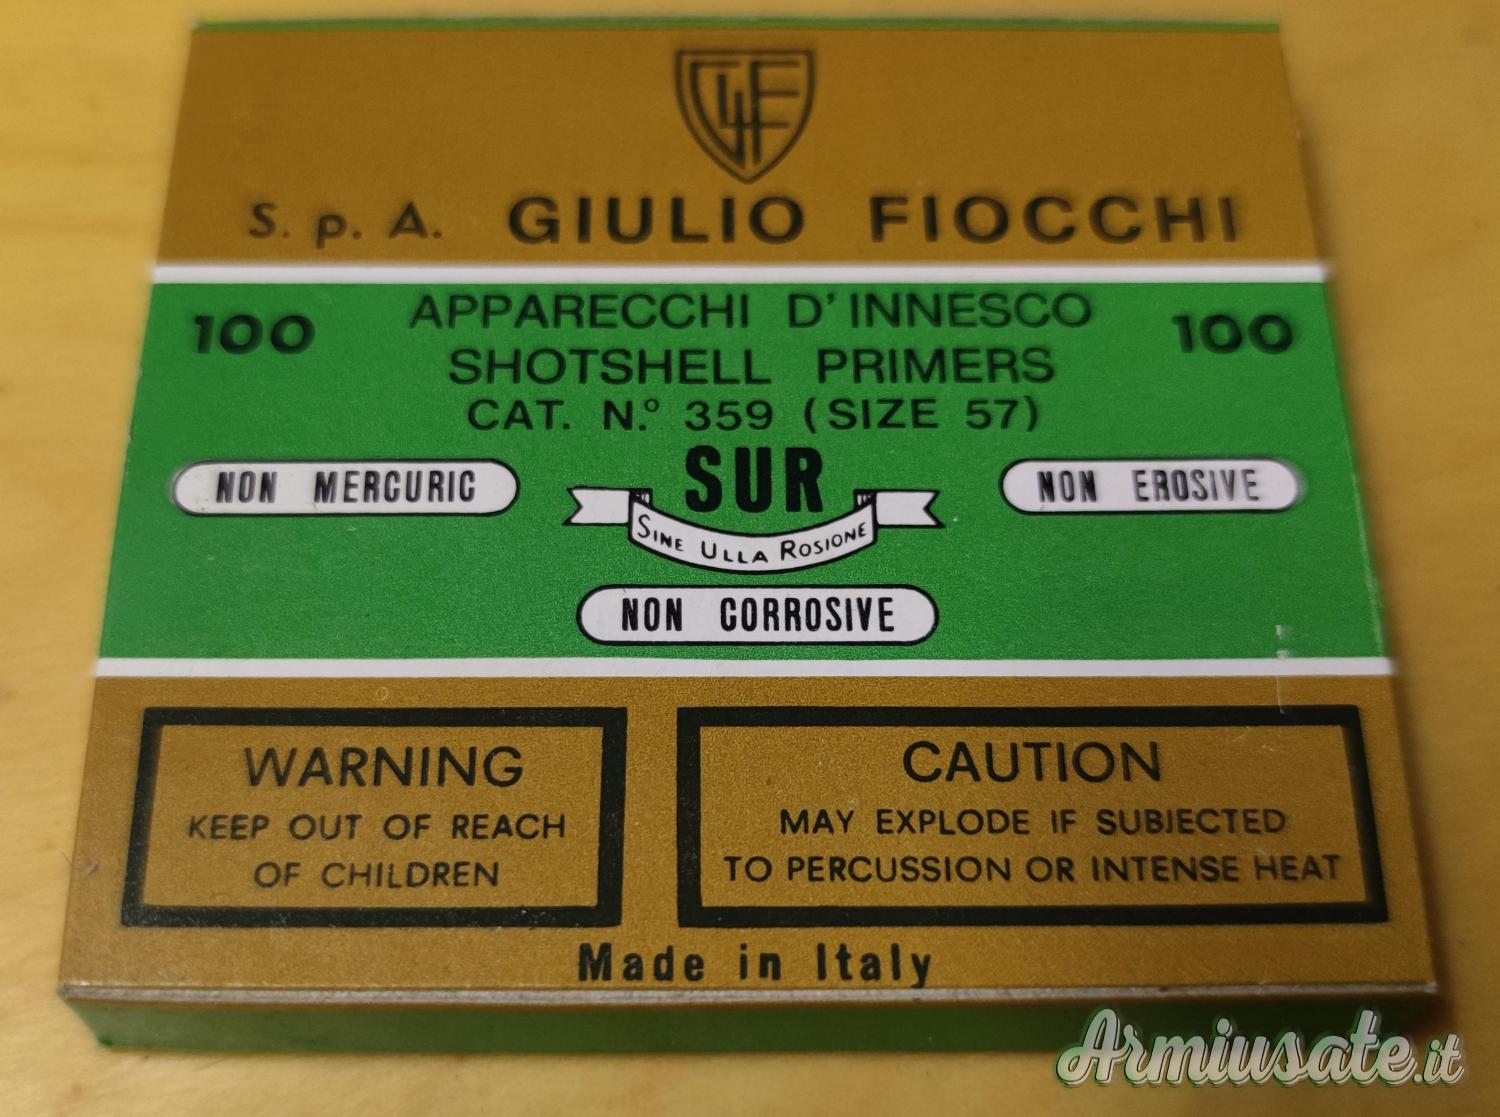 GHF
S. p. A. GIULIO FIOCCHI
100 APPARECCHI D'INNESCO 100
SHOTSHELL PRIMERS
CAT. N.º 359 (SIZE 57)
SUR
NON MERCURIC
NON EROSIVE
SINE ULLA ROSIONE
NON CORROSIVE
WARNING
KEEP OUT OF REACH
OF CHILDREN
CAUTION
MAY EXPLODE IF SUBJECTED
TO PERCUSSION OR INTENSE HEAT
Made in Italy
Armiusate.it